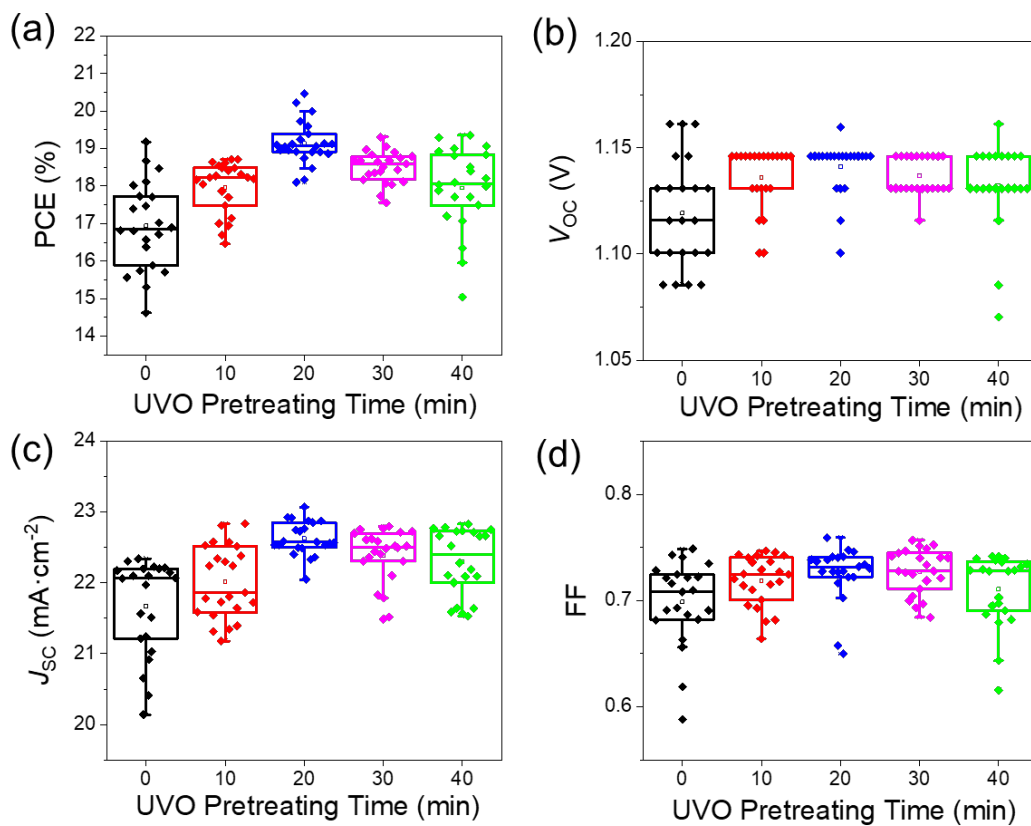 (a)
22
21
20
19
18
17
16
15
14
13
PCE (%)
0 10 20 30 40
UVO Pretreating Time (min)
(b)
1.20
1.15
1.10
1.05
V_OC (V)
0 10 20 30 40
UVO Pretreating Time (min)
(c)
24
23
22
21
20
J_SC (mA·cm⁻²)
0 10 20 30 40
UVO Pretreating Time (min)
(d)
0.8
0.7
0.6
FF
0 10 20 30 40
UVO Pretreating Time (min)